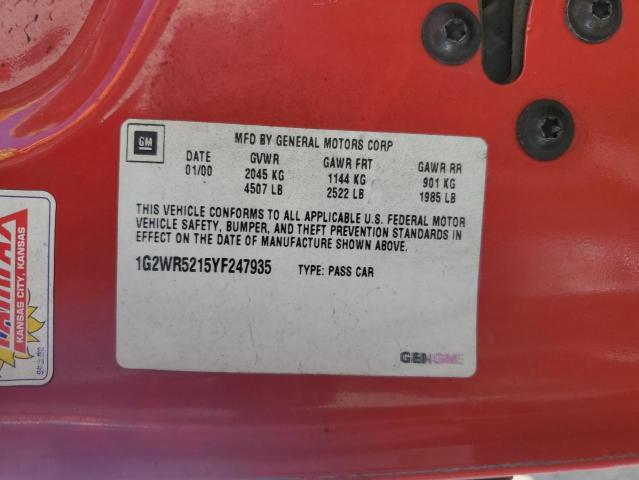 GM
MFD BY GENERAL MOTORS CORP
DATE GVWR GAWR FRT GAWR RR
01/00 2045 KG 1144 KG 901 KG
4507 LB 2522 LB 1985 LB
THIS VEHICLE CONFORMS TO ALL APPLICABLE U.S. FEDERAL MOTOR
VEHICLE SAFETY, BUMPER, AND THEFT PREVENTION STANDARDS IN
EFFECT ON THE DATE OF MANUFACTURE SHOWN ABOVE.
1G2WR5215YF247935 TYPE: PASS CAR
FAIRFAX
KANSAS CITY, KANSAS